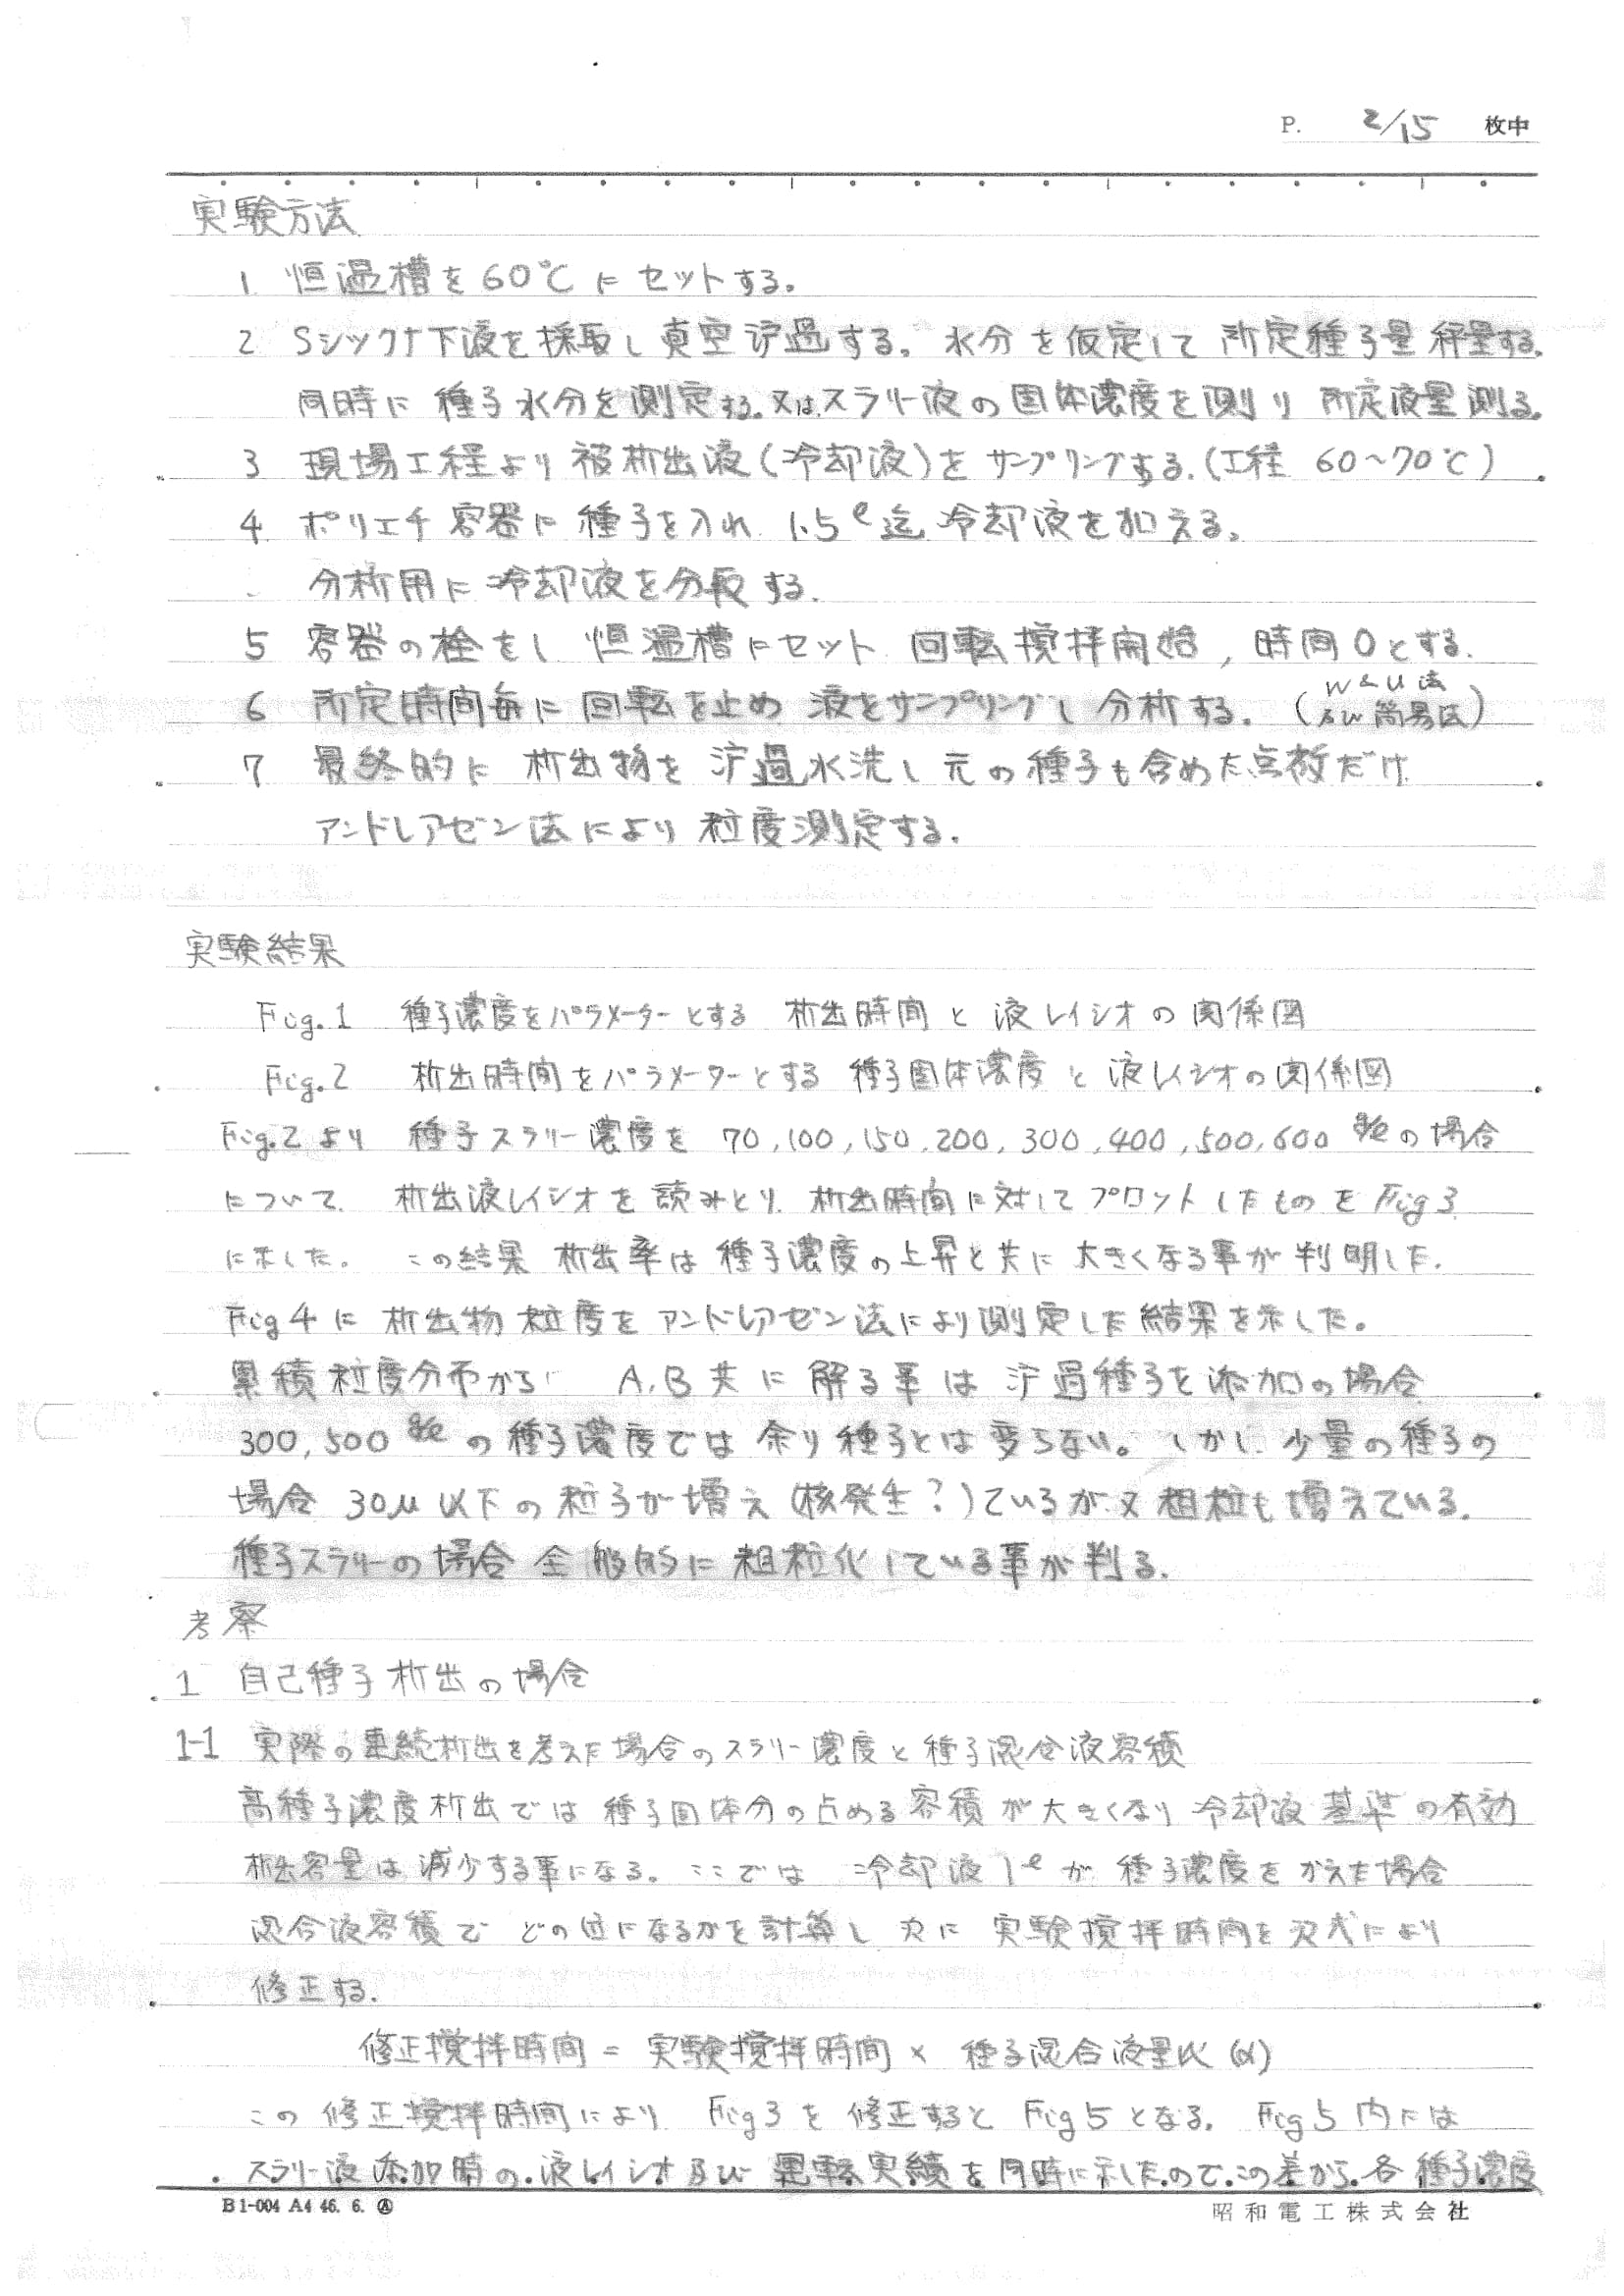 P. 2/15 枚中
実験方法
1 恒温槽を60℃にセットする。
2 Sシックナ下液を採取し真空沪過する。水分を仮定して所定種子量秤量する。
同時に種子水分を測定する。又はスラリー液の固体濃度を測り所定液量測る。
3 現場工程より被析出液(冷却液)をサンプリングする.(工程 60~70℃)
4 ポリエチ容器に種子を入れ 1.5ℓ迄冷却液を加える。
分析用に冷却液を分取する.
5 容器の栓をし恒温槽にセット 回転撹拌開始, 時間0とする.
6 所定時間毎に回転を止め液をサンプリングし分析する。(W&U法 及び簡易法)
7 最終的に析出物を沪過水洗し元の種子も含めた点数だけ
アンドレアゼン法により粒度測定する.
実験結果
Fig.1 種子濃度をパラメーターとする 析出時間と液レイシオの関係図
Fig.2 析出時間をパラメーターとする 種子固体濃度と液レイシオの関係図
Fig.2より 種子スラリー濃度を 70,100,150,200,300,400,500,600 g/ℓの場合
について 析出液レイシオを読みとり 析出時間に対してプロットしたものをFig 3
に示した。 この結果 析出率は種子濃度の上昇と共に大きくなる事が判明した.
Fig 4に析出物粒度をアンドレアゼン法により測定した結果を示した。
累積粒度分布から A,B共に解る事は沪過種子を添加の場合
300,500 g/ℓの種子濃度では余り種子とは変らない。しかし少量の種子の
場合 30μ以下の粒子が増え(核発生?)ているが又粗粒も増えている.
種子スラリーの場合 全般的に粗粒化している事が判る.
考察
1 自己種子析出の場合
1-1 実際の連続析出を考えた場合のスラリー濃度と種子混合液容積
高種子濃度析出では種子固体分の占める容積が大きくなり冷却液基準の有効
析出容量は減少する事になる。ここでは 冷却液1ℓが種子濃度をかえた場合
混合液容積でどの位になるかを計算し次に実験撹拌時間を次式により
修正する.
修正撹拌時間 = 実験撹拌時間 × 種子混合液量比 (α)
この修正撹拌時間により Fig 3を修正すると Fig 5となる. Fig 5内には
スラリー液添加時の液レイシオ及び運転実績を同時に示したのでこの差から各種子濃度
B1-004 A4 46. 6. Ⓐ
昭和電工株式会社